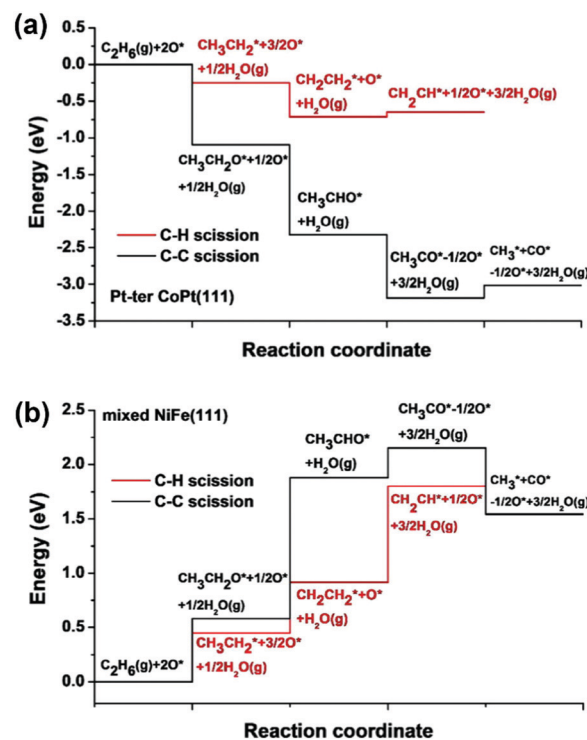 (a)
0.5
0.0
-0.5
-1.0
-1.5
-2.0
-2.5
-3.0
-3.5
Energy (eV)
C₂H₆(g)+2O*
CH₃CH₂*+3/2O*
+1/2H₂O(g)
CH₂CH₂*+O*
+H₂O(g)
CH₂CH*+1/2O*+3/2H₂O(g)
CH₃CH₂O*+1/2O*
+1/2H₂O(g)
CH₃CHO*
+H₂O(g)
CH₃CO*-1/2O*
+3/2H₂O(g)
CH₃*+CO*
-1/2O*+3/2H₂O(g)
C-H scission
C-C scission
Pt-ter CoPt(111)
Reaction coordinate
(b)
2.5
2.0
1.5
1.0
0.5
0.0
Energy (eV)
mixed NiFe(111)
C-H scission
C-C scission
CH₃CO*-1/2O*
+3/2H₂O(g)
CH₃CHO*
+H₂O(g)
CH₃*+CO*
-1/2O*+3/2H₂O(g)
CH₂CH*+1/2O*
+3/2H₂O(g)
CH₃CH₂O*+1/2O*
+1/2H₂O(g)
CH₂CH₂*+O*
+H₂O(g)
CH₃CH₂*+3/2O*
+1/2H₂O(g)
C₂H₆(g)+2O*
Reaction coordinate